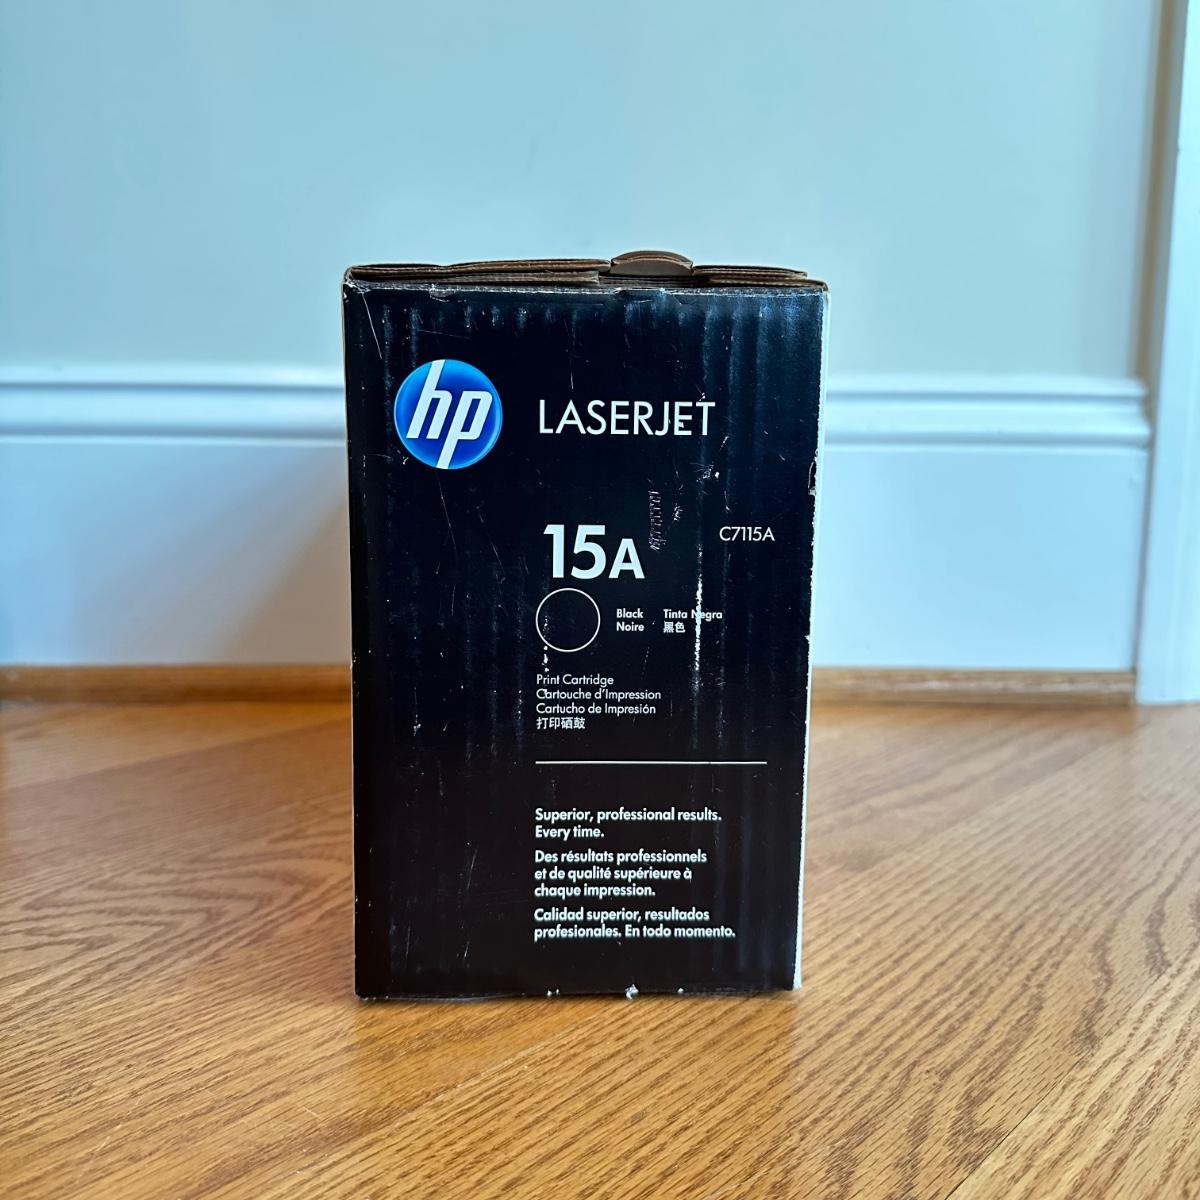 hp
LASERJET
15A
C7115A
Black Tinta Negra
Noire 黑色
Print Cartridge
Cartouche d'Impression
Cartucho de Impresión
打印硒鼓
Superior, professional results.
Every time.
Des résultats professionnels
et de qualité supérieure à
chaque impression.
Calidad superior, resultados
profesionales. En todo momento.